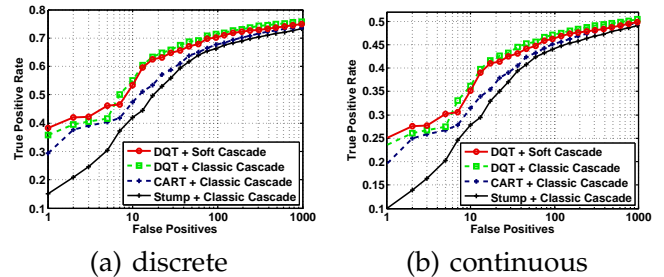 0.8
0.7
0.6
0.5
0.4
0.3
0.2
0.1
True Positive Rate
1
10
100
1000
False Positives
DQT + Soft Cascade
DQT + Classic Cascade
CART + Classic Cascade
Stump + Classic Cascade
(a) discrete
0.5
0.45
0.4
0.35
0.3
0.25
0.2
0.15
0.1
True Positive Rate
1
10
100
1000
False Positives
DQT + Soft Cascade
DQT + Classic Cascade
CART + Classic Cascade
Stump + Classic Cascade
(b) continuous